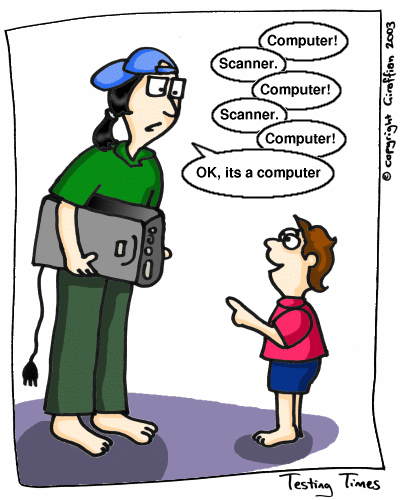 Computer!
Scanner.
Computer!
Scanner.
Computer!
OK, its a computer
© copyright Giraffian 2003
Testing Times